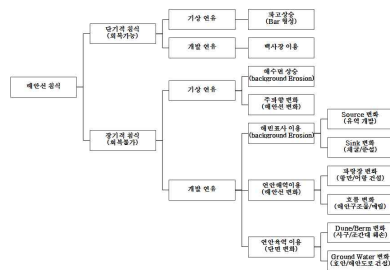 해안선 침식
단기적 침식
(회복가능)
기상 연유
파고상승
(Bar 형성)
개발 연유
백사장 이용
장기적 침식
(회복불가)
기상 연유
해수면 상승
(background Erosion)
주파향 변화
(해안선 변화)
개발 연유
해빈표사 이용
(background Erosion)
Source 변화
(유역 개발)
Sink 변화
(채굴/준설)
연안해역이용
(해안선 변화)
파랑장 변화
(항만/어항 건설)
흐름 변화
(해안구조물/매립)
연안육역 이용
(단면 변화)
Dune/Berm 변화
(사구/조간대 훼손)
Ground Water 변화
(호안/해안도로 건설)